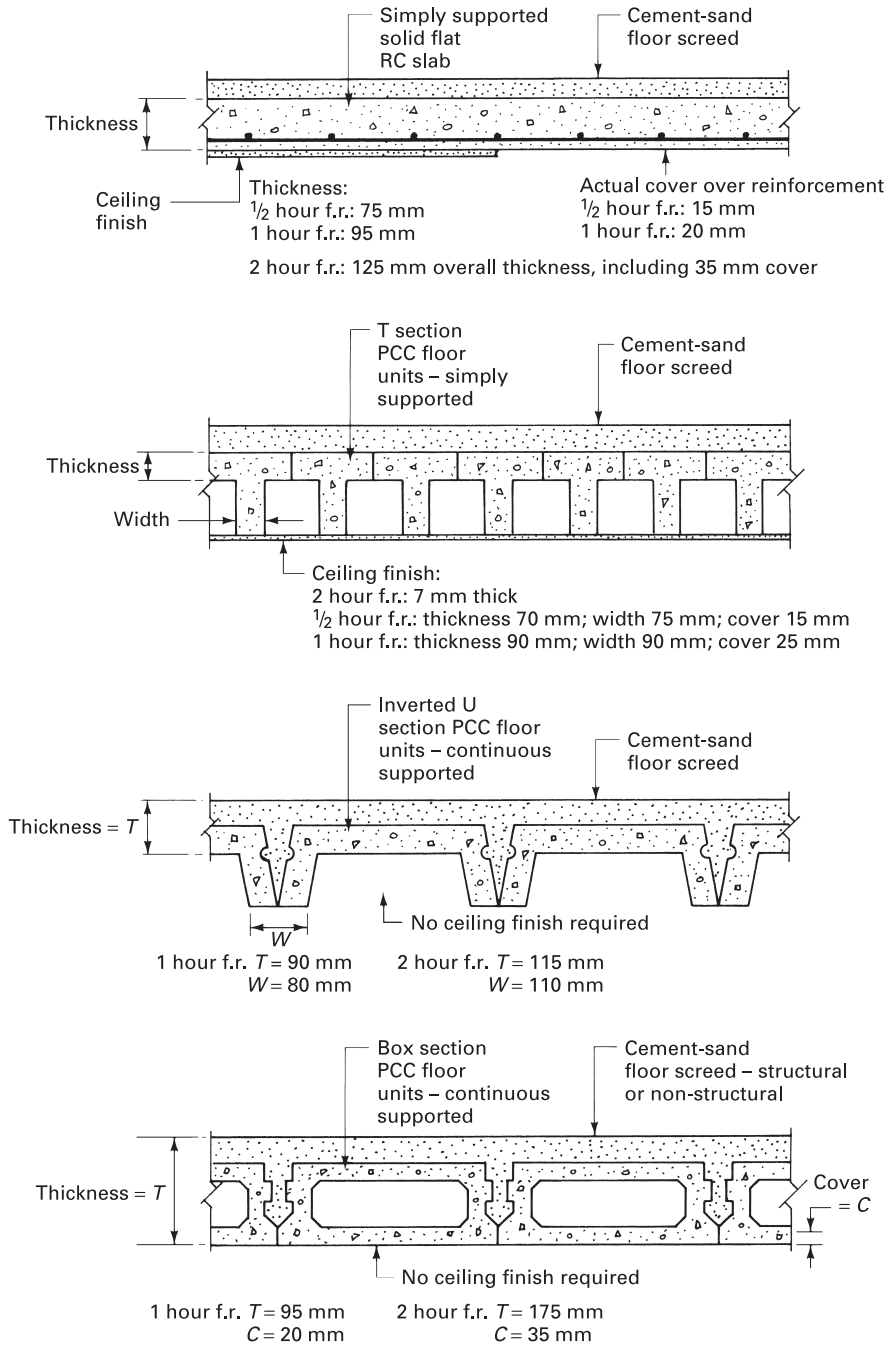 Simply supported
solid flat
RC slab
Cement-sand
floor screed
Thickness
Ceiling
finish
Thickness:
1/2 hour f.r.: 75 mm
1 hour f.r.: 95 mm
Actual cover over reinforcement
1/2 hour f.r.: 15 mm
1 hour f.r.: 20 mm
2 hour f.r.: 125 mm overall thickness, including 35 mm cover
T section
PCC floor
units – simply
supported
Cement-sand
floor screed
Thickness
Width
Ceiling finish:
2 hour f.r.: 7 mm thick
1/2 hour f.r.: thickness 70 mm; width 75 mm; cover 15 mm
1 hour f.r.: thickness 90 mm; width 90 mm; cover 25 mm
Inverted U
section PCC floor
units – continuous
supported
Cement-sand
floor screed
Thickness = T
No ceiling finish required
W
1 hour f.r. T = 90 mm
W = 80 mm
2 hour f.r. T = 115 mm
W = 110 mm
Box section
PCC floor
units – continuous
supported
Cement-sand
floor screed – structural
or non-structural
Thickness = T
Cover
= C
No ceiling finish required
1 hour f.r. T = 95 mm
C = 20 mm
2 hour f.r. T = 175 mm
C = 35 mm